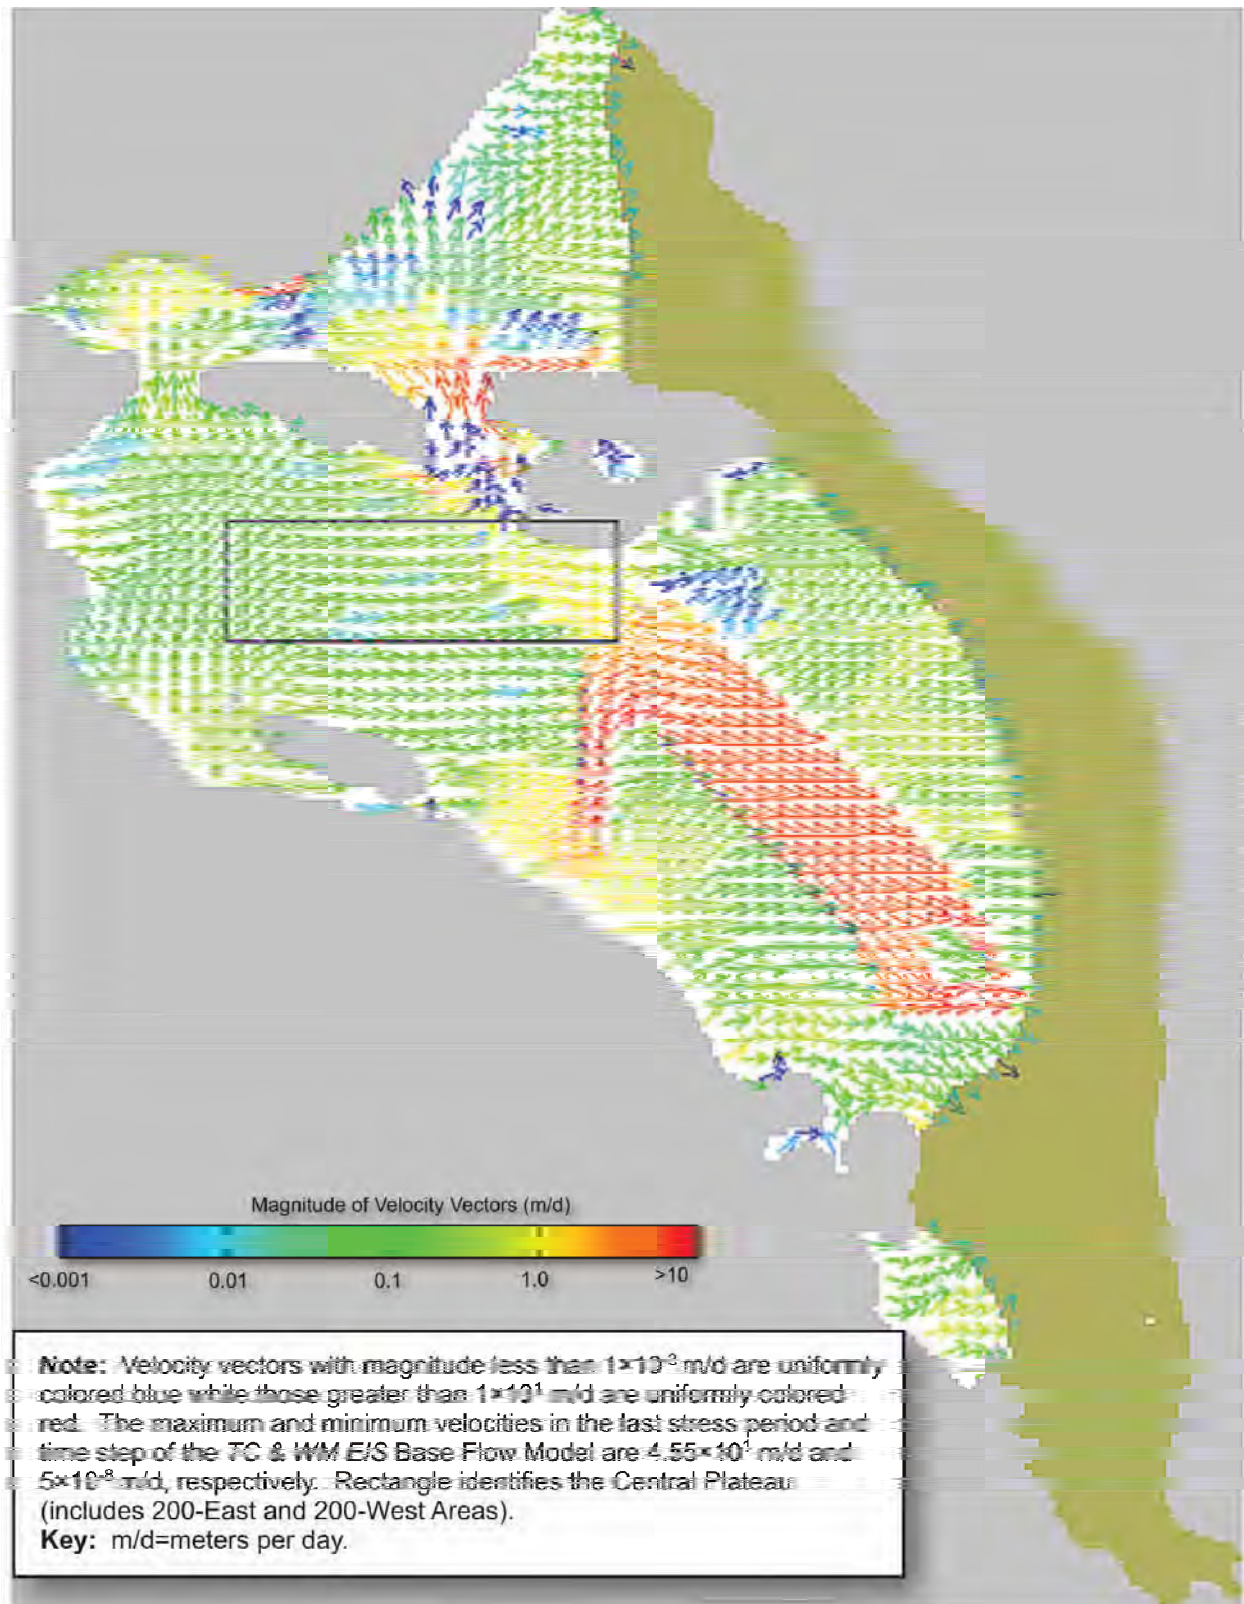 Magnitude of Velocity Vectors (m/d)
<0.001 0.01 0.1 1.0 >10
Note: Velocity vectors with magnitude less than 1×10⁻³ m/d are uniformly
colored blue while those greater than 1×10¹ m/d are uniformly colored
red. The maximum and minimum velocities in the last stress period and
time step of the TC & WM EIS Base Flow Model are 4.55×10¹ m/d and
5×10⁻⁸ m/d, respectively. Rectangle identifies the Central Plateau
(includes 200-East and 200-West Areas).
Key: m/d=meters per day.